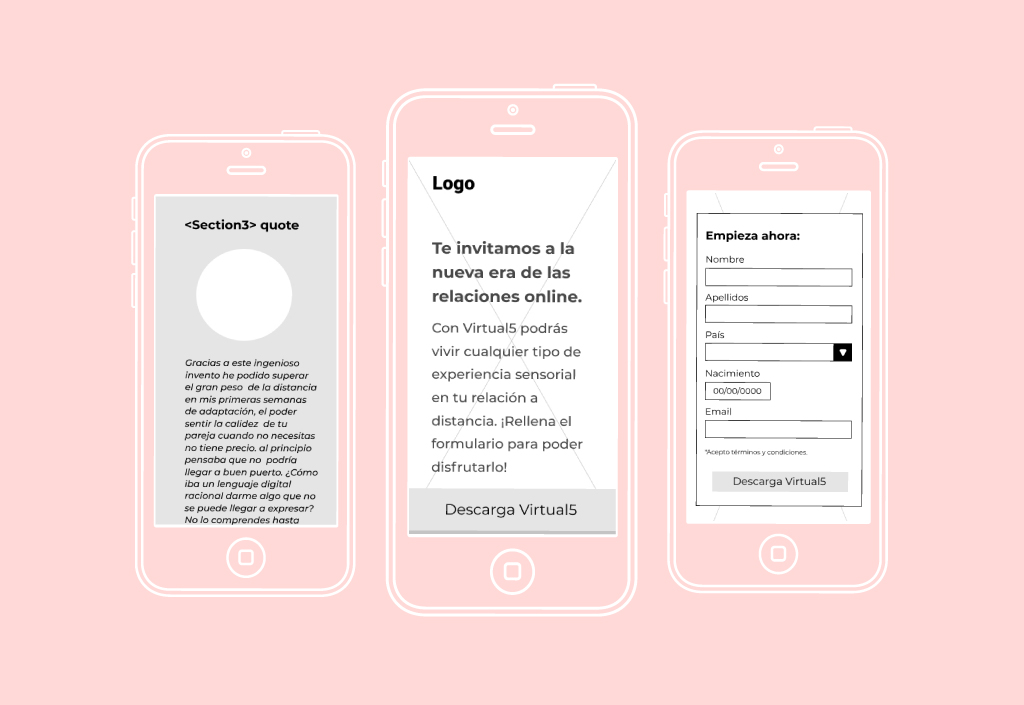 <Section3> quote
Gracias a este ingenioso
invento he podido superar
el gran peso de la distancia
en mis primeras semanas
de adaptación, el poder
sentir la calidez de tu
pareja cuando no necesitas
no tiene precio. al principio
pensaba que no podría
llegar a buen puerto. ¿Cómo
iba un lenguaje digital
racional darme algo que no
se puede llegar a expresar?
No lo comprendes hasta
Logo
Te invitamos a la
nueva era de las
relaciones online.
Con Virtual5 podrás
vivir cualquier tipo de
experiencia sensorial
en tu relación a
distancia. ¡Rellena el
formulario para poder
disfrutarlo!
Descarga Virtual5
Empieza ahora:
Nombre
Apellidos
País
Nacimiento
00/00/0000
Email
*Acepto términos y condiciones.
Descarga Virtual5